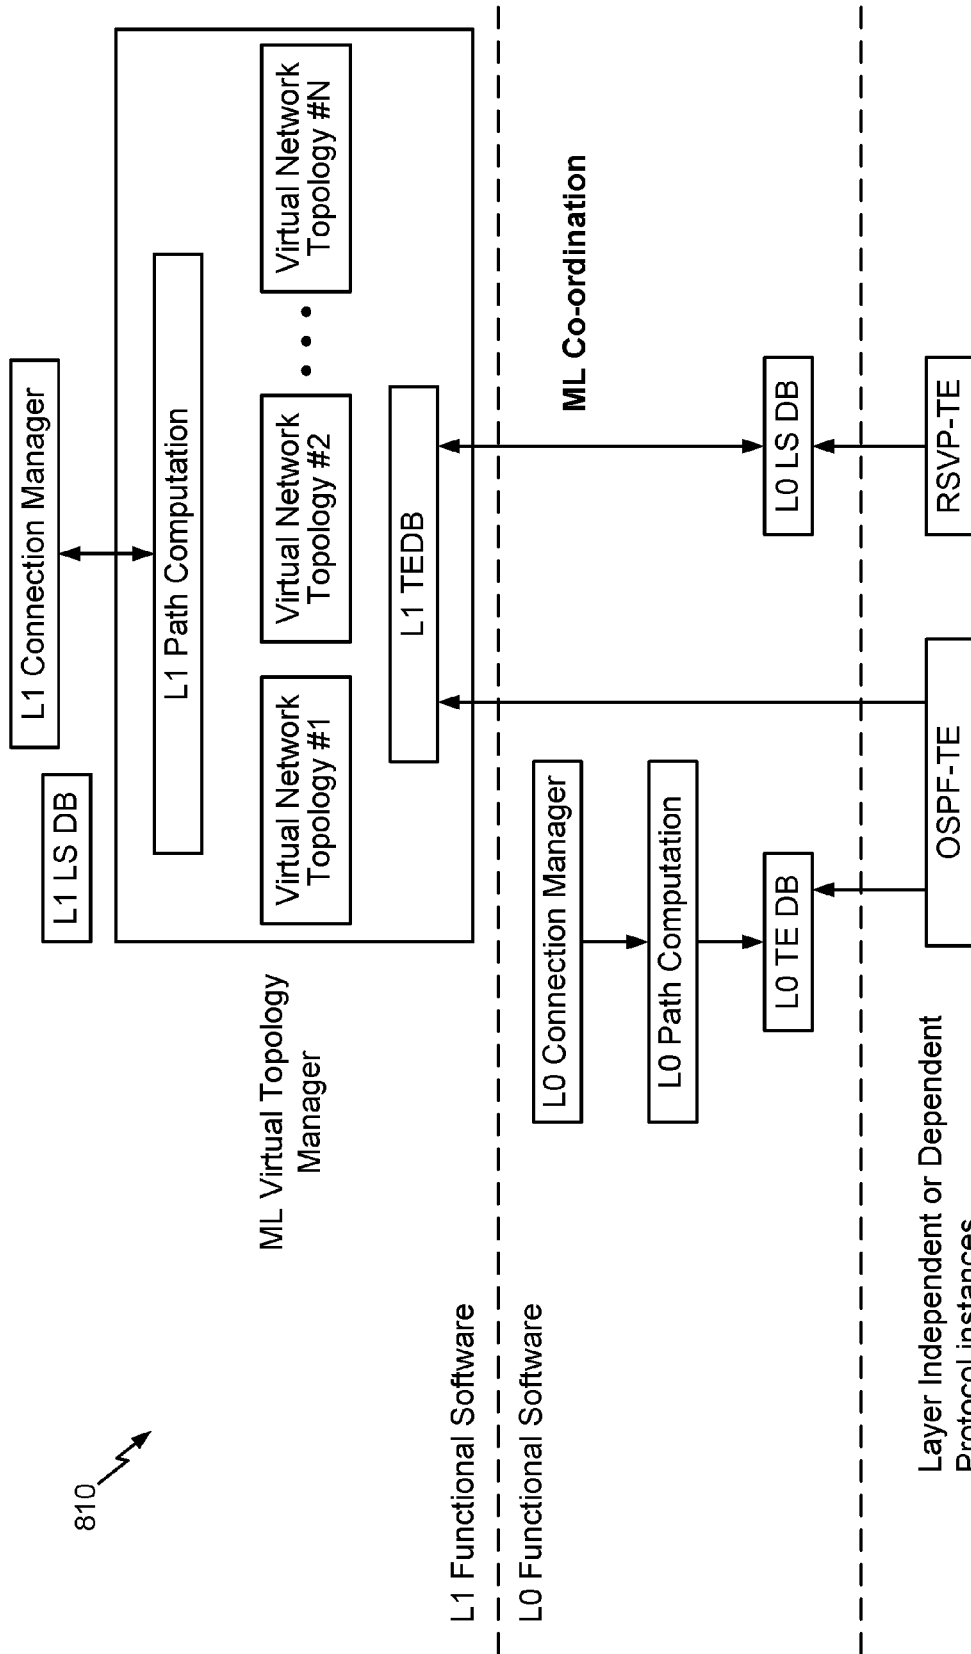 810
L1 LS DB
L1 Connection Manager
L1 Path Computation
ML Virtual Topology
Manager
Virtual Network
Topology #1
Virtual Network
Topology #2
Virtual Network
Topology #N
L1 TEDB
L1 Functional Software
L0 Functional Software
L0 Connection Manager
ML Co-ordination
L0 Path Computation
L0 TE DB
L0 LS DB
Layer Independent or Dependent
Protocol instances
OSPF-TE
RSVP-TE